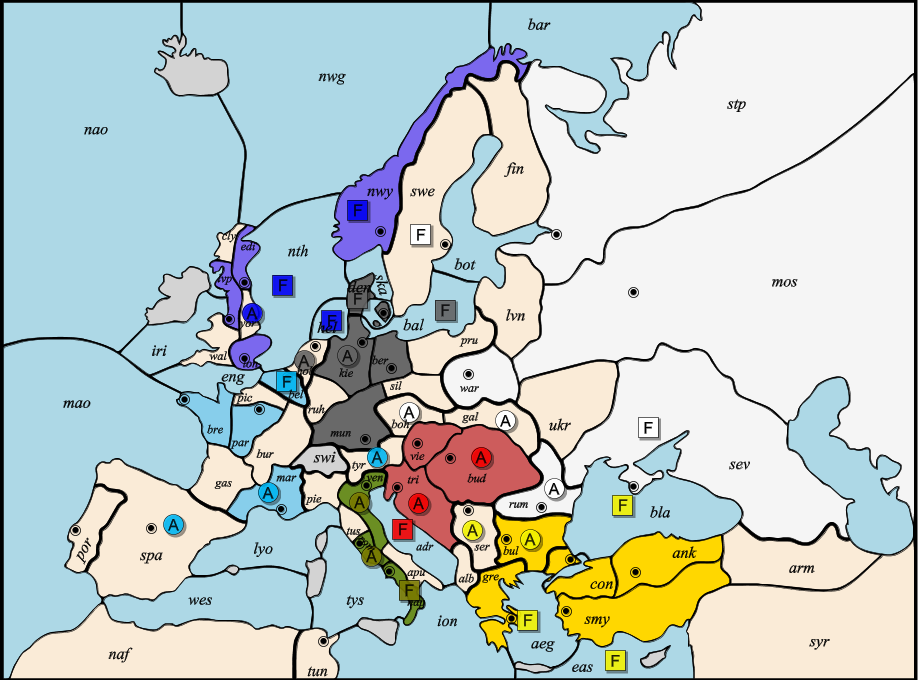 bar
nwg
stp
nao
fin
nwy
swe
F
F
cly
edi
nth
bot
mos
lvp
F
den
ska
F
F
lvn
A
yor
F
hel
bal
iri
wal
lon
A
hol
A
kie
ber
pru
war
eng
F
bel
sil
mao
pic
ruh
A
boh
A
gal
ukr
F
bre
par
mun
bur
swi
tyr
A
vie
A
bud
sev
gas
A
mar
pie
ven
A
tri
A
rum
A
F
bla
por
spa
A
lyo
tus
F
adr
A
ser
bul
A
ank
A
apu
alb
gre
con
arm
wes
tys
F
nap
ion
F
aeg
smy
syr
naf
tun
eas
F